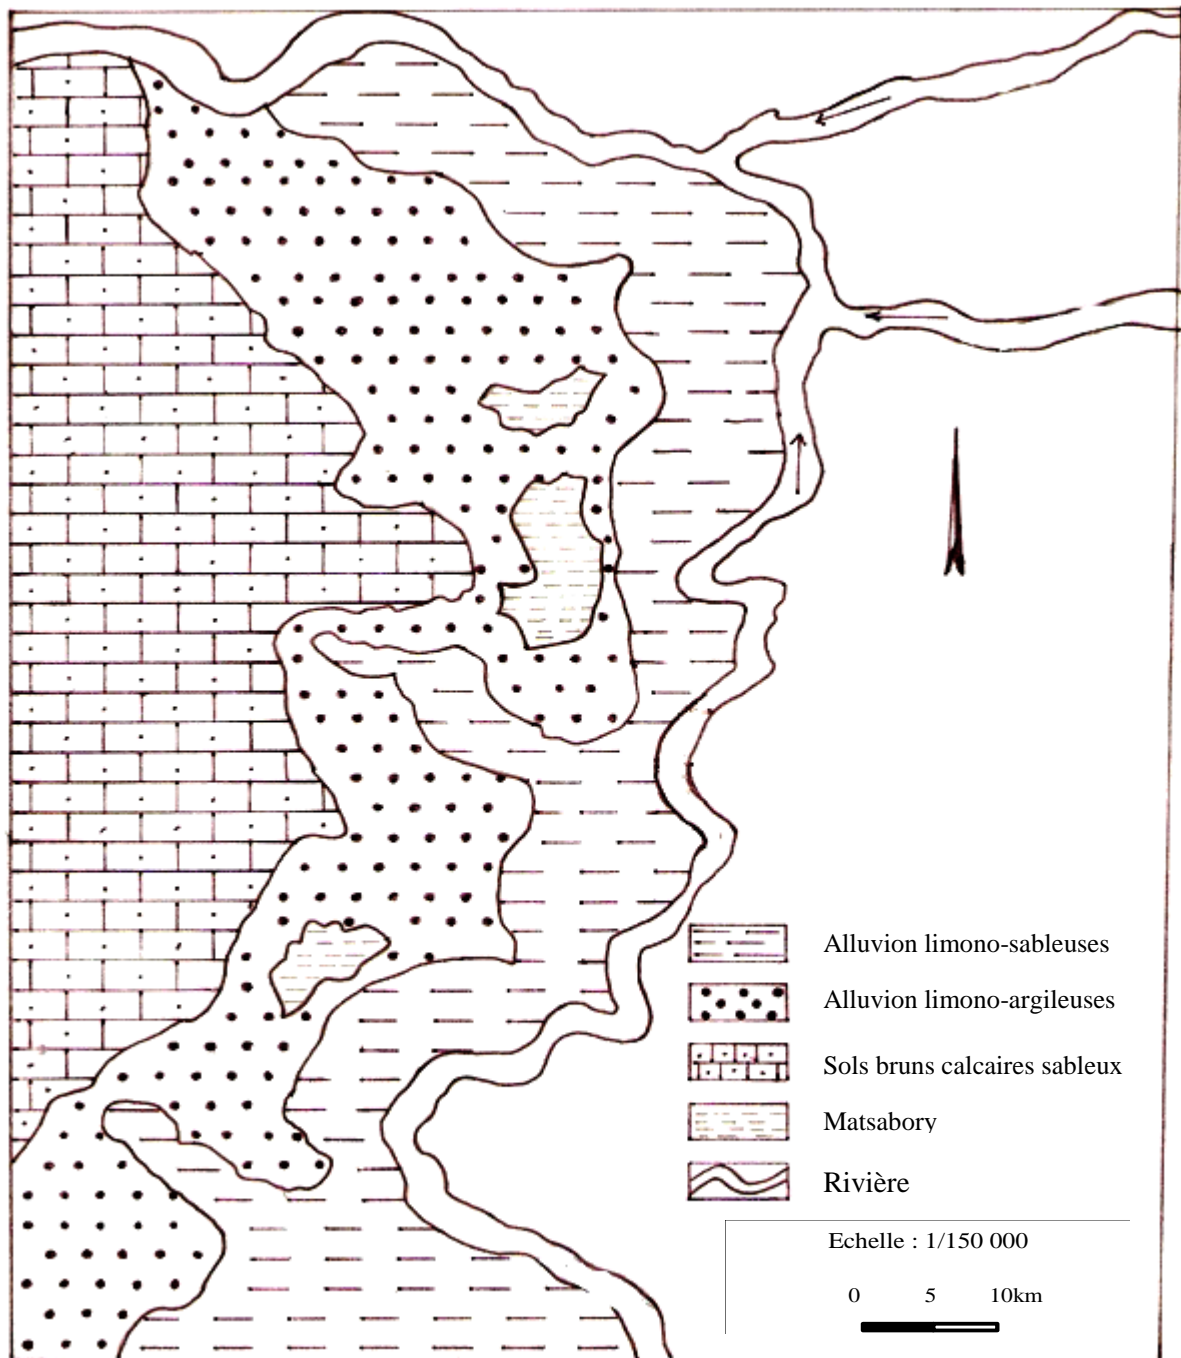 Alluvion limono-sableuses
Alluvion limono-argileuses
Sols bruns calcaires sableux
Matsabory
Rivière
Echelle : 1/150 000
0 5 10km